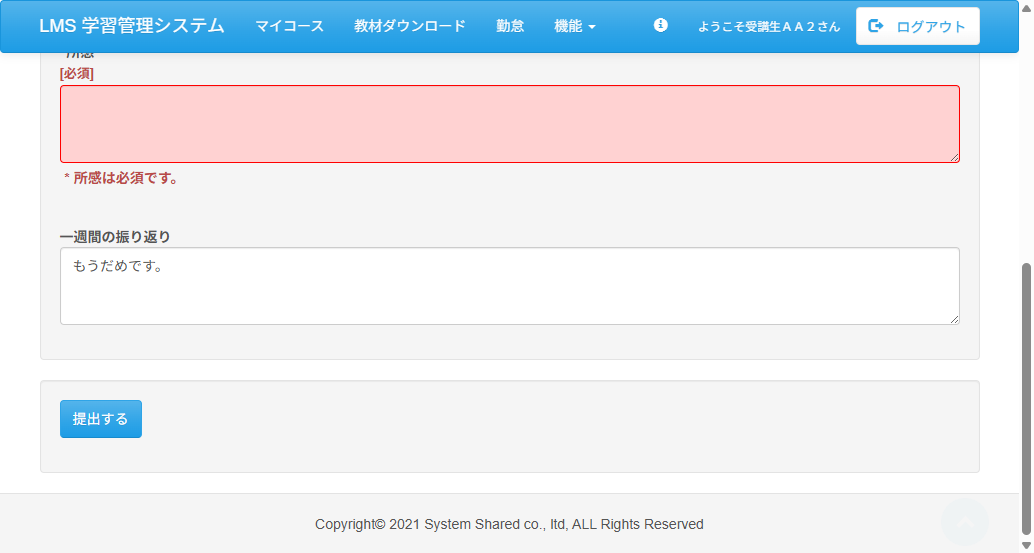 LMS 学習管理システム マイコース 教材ダウンロード 勤怠 機能 ようこそ受講生ＡＡ２さん ログアウト
所感
[必須]
* 所感は必須です。
一週間の振り返り
もうだめです。
提出する
Copyright© 2021 System Shared co., ltd, ALL Rights Reserved